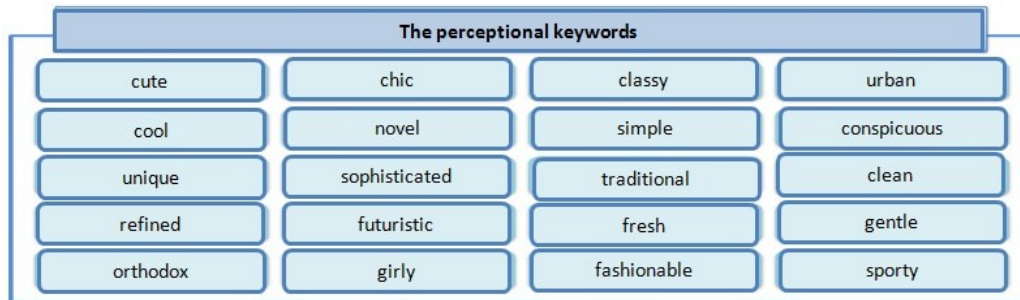 The perceptional keywords
cute chic classy urban
cool novel simple conspicuous
unique sophisticated traditional clean
refined futuristic fresh gentle
orthodox girly fashionable sporty